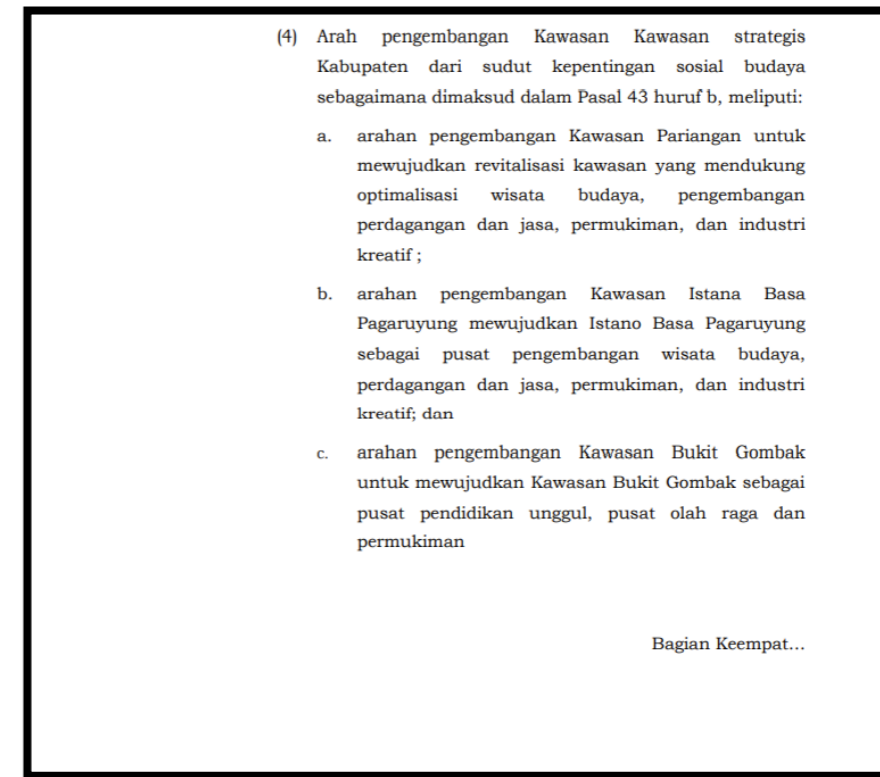 (4) Arah pengembangan Kawasan Kawasan strategis
Kabupaten dari sudut kepentingan sosial budaya
sebagaimana dimaksud dalam Pasal 43 huruf b, meliputi:
a. arahan pengembangan Kawasan Pariangan untuk
mewujudkan revitalisasi kawasan yang mendukung
optimalisasi wisata budaya, pengembangan
perdagangan dan jasa, permukiman, dan industri
kreatif ;
b. arahan pengembangan Kawasan Istana Basa
Pagaruyung mewujudkan Istano Basa Pagaruyung
sebagai pusat pengembangan wisata budaya,
perdagangan dan jasa, permukiman, dan industri
kreatif; dan
c. arahan pengembangan Kawasan Bukit Gombak
untuk mewujudkan Kawasan Bukit Gombak sebagai
pusat pendidikan unggul, pusat olah raga dan
permukiman
Bagian Keempat...